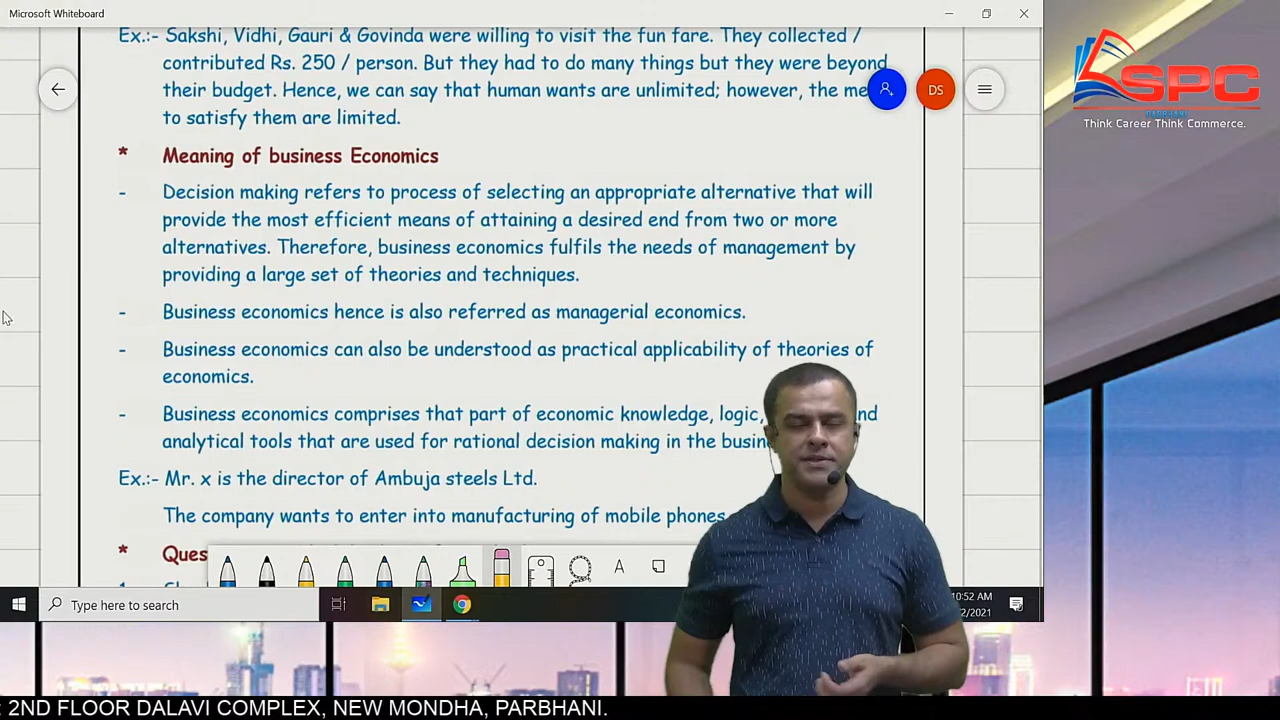 Microsoft Whiteboard
Ex.:- Sakshi, Vidhi, Gauri & Govinda were willing to visit the fun fare. They collected /
contributed Rs. 250 / person. But they had to do many things but they were beyond
their budget. Hence, we can say that human wants are unlimited; however, the
to satisfy them are limited.
* Meaning of business Economics
- Decision making refers to process of selecting an appropriate alternative that will
provide the most efficient means of attaining a desired end from two or more
alternatives. Therefore, business economics fulfils the needs of management by
providing a large set of theories and techniques.
- Business economics hence is also referred as managerial economics.
- Business economics can also be understood as practical applicability of theories of
economics.
- Business economics comprises that part of economic knowledge, logic,
analytical tools that are used for rational decision making in the
Ex.:- Mr. x is the director of Ambuja steels Ltd.
The company wants to enter into manufacturing of mobile phones
*
DS
A
Type here to search
10:52 AM
2021
SPC
PARBHANI
Think Career Think Commerce.
2ND FLOOR DALAVI COMPLEX, NEW MONDHA, PARBHANI.